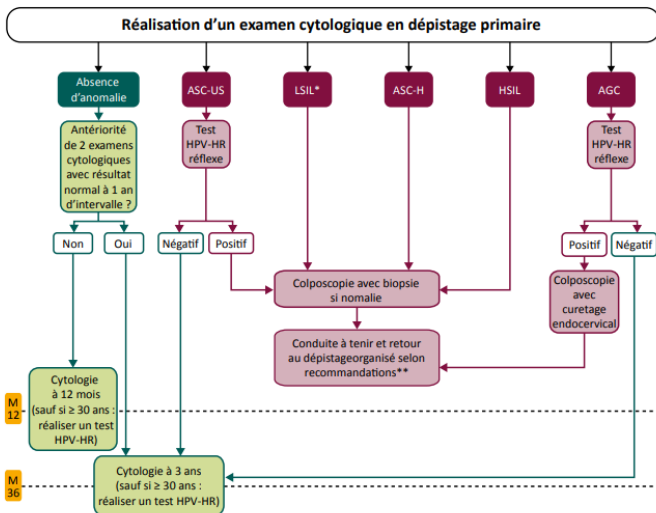 Réalisation d'un examen cytologique en dépistage primaire
Absence
d'anomalie
ASC-US
LSIL*
ASC-H
HSIL
AGC
Antériorité
de 2 examens
cytologiques
avec résultat
normal à 1 an
d'intervalle ?
Test
HPV-HR
réflexe
Test
HPV-HR
réflexe
Non
Oui
Négatif
Positif
Positif
Négatif
Colposcopie avec biopsie
si nomalie
Colposcopie
avec
curetage
endocervical
Conduite à tenir et retour
au dépistageorganisé selon
recommandations**
Cytologie
à 12 mois
(sauf si ≥ 30 ans :
réaliser un test
HPV-HR)
M
12
Cytologie à 3 ans
(sauf si ≥ 30 ans :
réaliser un test HPV-HR)
M
36